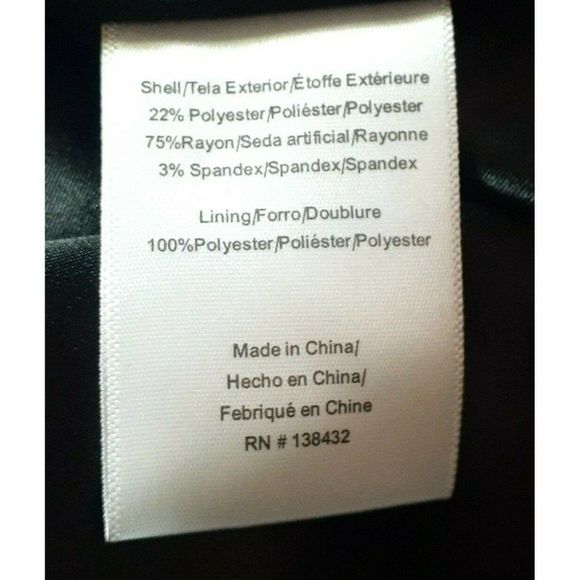 Shell/Tela Exterior/Étoffe Extérieure
22% Polyester/Poliéster/Polyester
75%Rayon/Seda artificial/Rayonne
3% Spandex/Spandex/Spandex
Lining/Forro/Doublure
100%Polyester/Poliéster/Polyester
Made in China/
Hecho en China/
Febriqué en Chine
RN # 138432